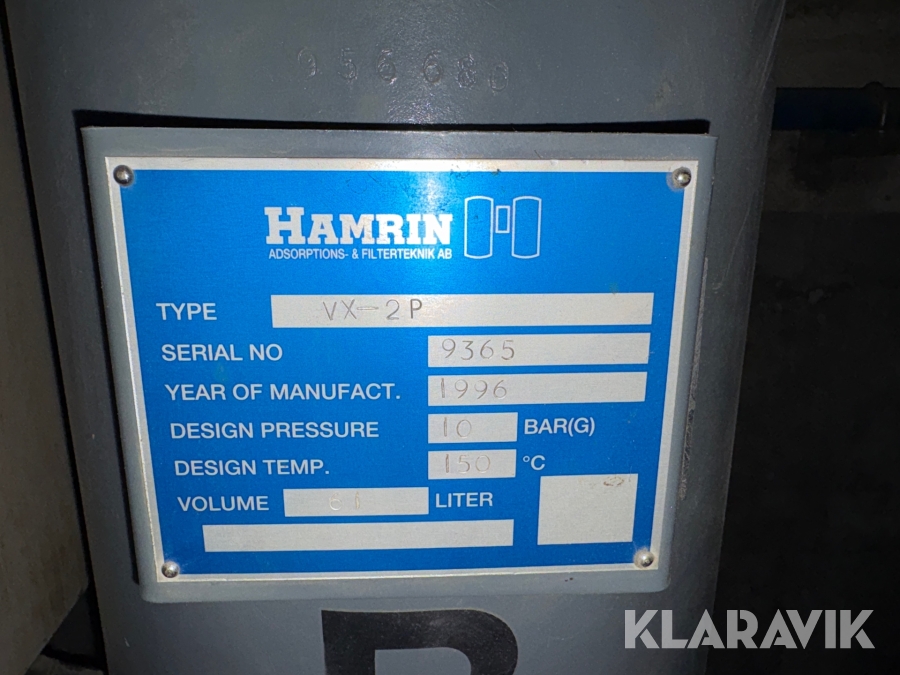 956680
HAMRIN
ADSORPTIONS- & FILTERTEKNIK AB
TYPE VX-2P
SERIAL NO 9365
YEAR OF MANUFACT. 1996
DESIGN PRESSURE 10 BAR(G)
DESIGN TEMP. 150 °C
VOLUME LITER
KLARAVIK